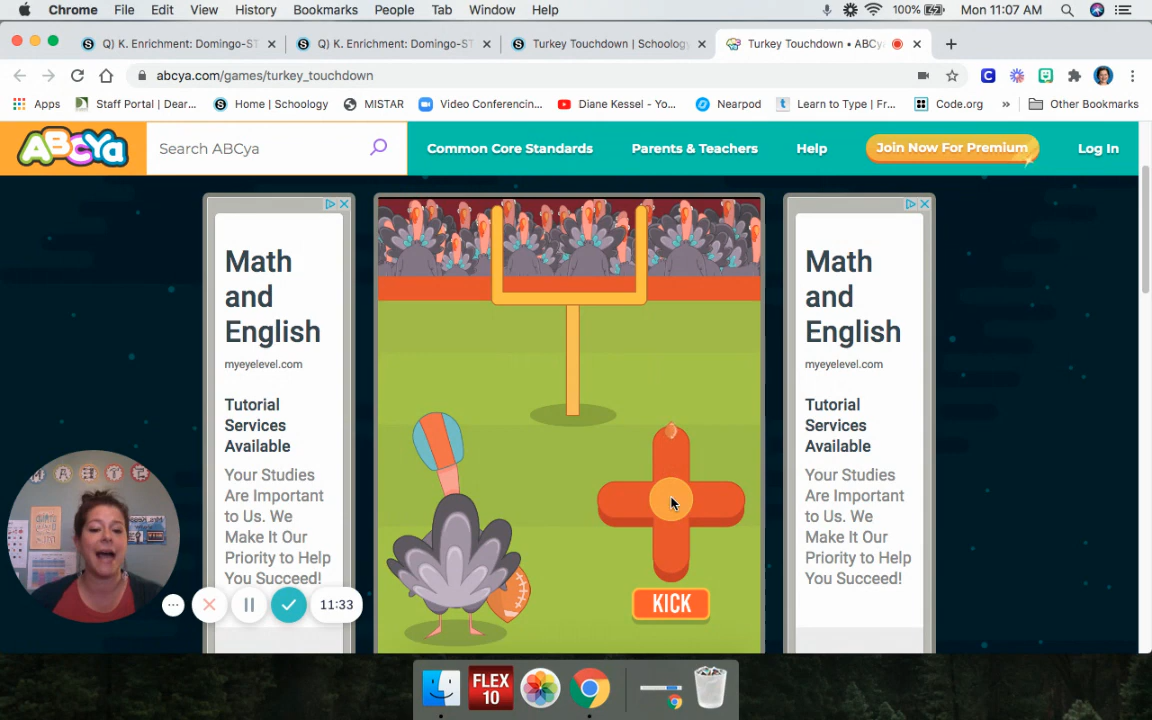 Chrome File Edit View History Bookmarks People Tab Window Help 100% Mon 11:07 AM
Q) K. Enrichment: Domingo-ST Q) K. Enrichment: Domingo-ST Turkey Touchdown | Schoology Turkey Touchdown • ABCy
abcya.com/games/turkey_touchdown
Apps Staff Portal | Dear... Home | Schoology MISTAR Video Conferencin... Diane Kessel - Yo... Nearpod Learn to Type | Fr... Code.org » Other Bookmarks
ABCYa Search ABCya Common Core Standards Parents & Teachers Help Join Now For Premium Log In
Math
and
English
myeyelevel.com
Tutorial
Services
Available
Your Studies
Are Important
to Us. We
Make It Our
Priority to Help
You Succeed!
KICK
Math
and
English
myeyelevel.com
Tutorial
Services
Available
Your Studies
Are Important
to Us. We
Make It Our
Priority to Help
You Succeed!
11:33
FLEX
10